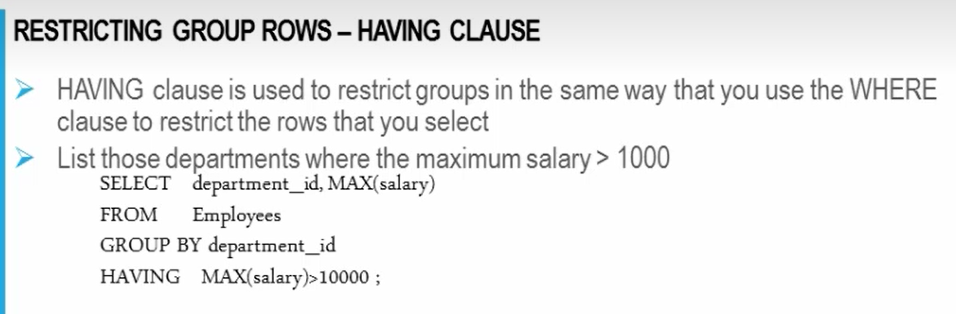 RESTRICTING GROUP ROWS – HAVING CLAUSE
HAVING clause is used to restrict groups in the same way that you use the WHERE
clause to restrict the rows that you select
List those departments where the maximum salary > 1000
SELECT department_id, MAX(salary)
FROM Employees
GROUP BY department_id
HAVING MAX(salary)>10000 ;